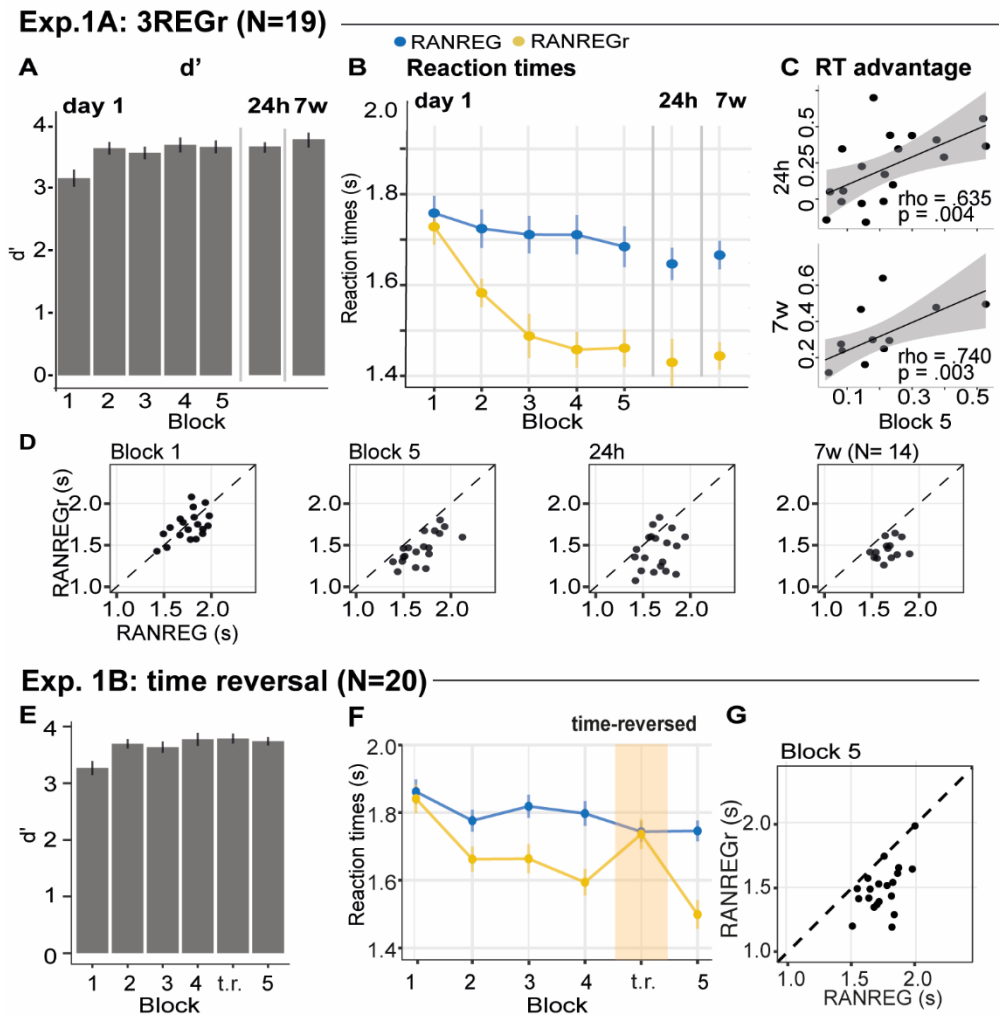 Exp.1A: 3REGr (N=19)
RANREG RANREGr
A d'
day 1 24h 7w
d'
4
3
2
1
0
1 2 3 4 5
Block
B Reaction times
day 1 24h 7w
Reaction times (s)
2.0
1.8
1.6
1.4
1 2 3 4 5
Block
C RT advantage
24h
0.5
0.25
0
rho = .635
p = .004
7w
0.6
0.4
0.2
rho = .740
p = .003
0.1 0.3 0.5
Block 5
D
Block 1
Block 5
24h
7w (N= 14)
RANREGr (s)
2.0
1.5
1.0
1.0 1.5 2.0
RANREG (s)
2.0
1.5
1.0
1.0 1.5 2.0
2.0
1.5
1.0
1.0 1.5 2.0
2.0
1.5
1.0
1.0 1.5 2.0
Exp. 1B: time reversal (N=20)
E
d'
4
3
2
1
0
1 2 3 4 t.r. 5
Block
F
time-reversed
Reaction times (s)
2.0
1.8
1.6
1.4
1 2 3 4 t.r. 5
Block
G
Block 5
RANREGr (s)
2.0
1.5
1.0
1.0 1.5 2.0
RANREG (s)